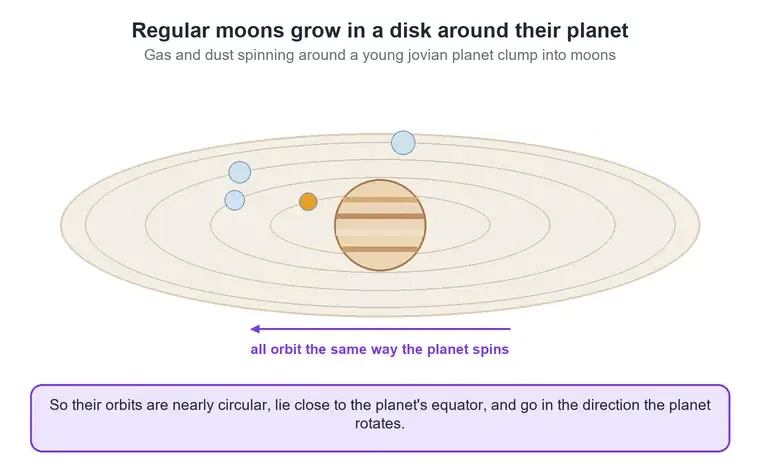 Regular moons grow in a disk around their planet
Gas and dust spinning around a young jovian planet clump into moons
all orbit the same way the planet spins
So their orbits are nearly circular, lie close to the planet's equator, and go in the direction the planet
rotates.